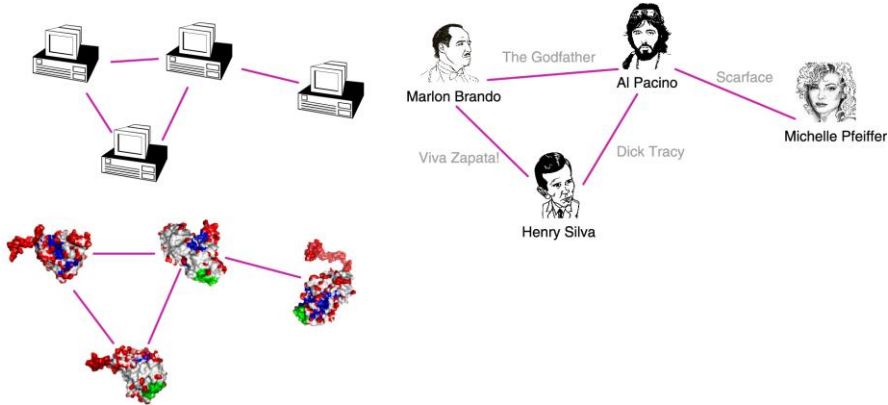 The Godfather
Scarface
Marlon Brando
Al Pacino
Michelle Pfeiffer
Viva Zapata!
Dick Tracy
Henry Silva